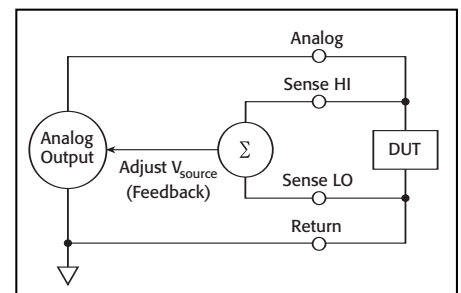 Analog
Sense HI
Analog
Output
Σ
DUT
Adjust Vsource
(Feedback)
Sense LO
Return